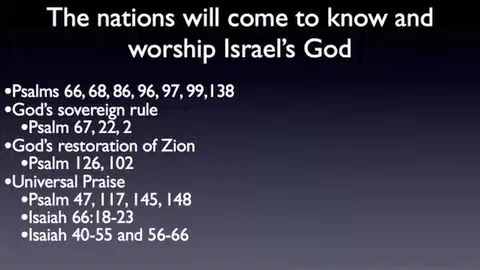 The nations will come to know and
worship Israel's God
•Psalms 66, 68, 86, 96, 97, 99,138
•God's sovereign rule
•Psalm 67, 22, 2
•God's restoration of Zion
•Psalm 126, 102
•Universal Praise
•Psalm 47, 117, 145, 148
•Isaiah 66:18-23
•Isaiah 40-55 and 56-66